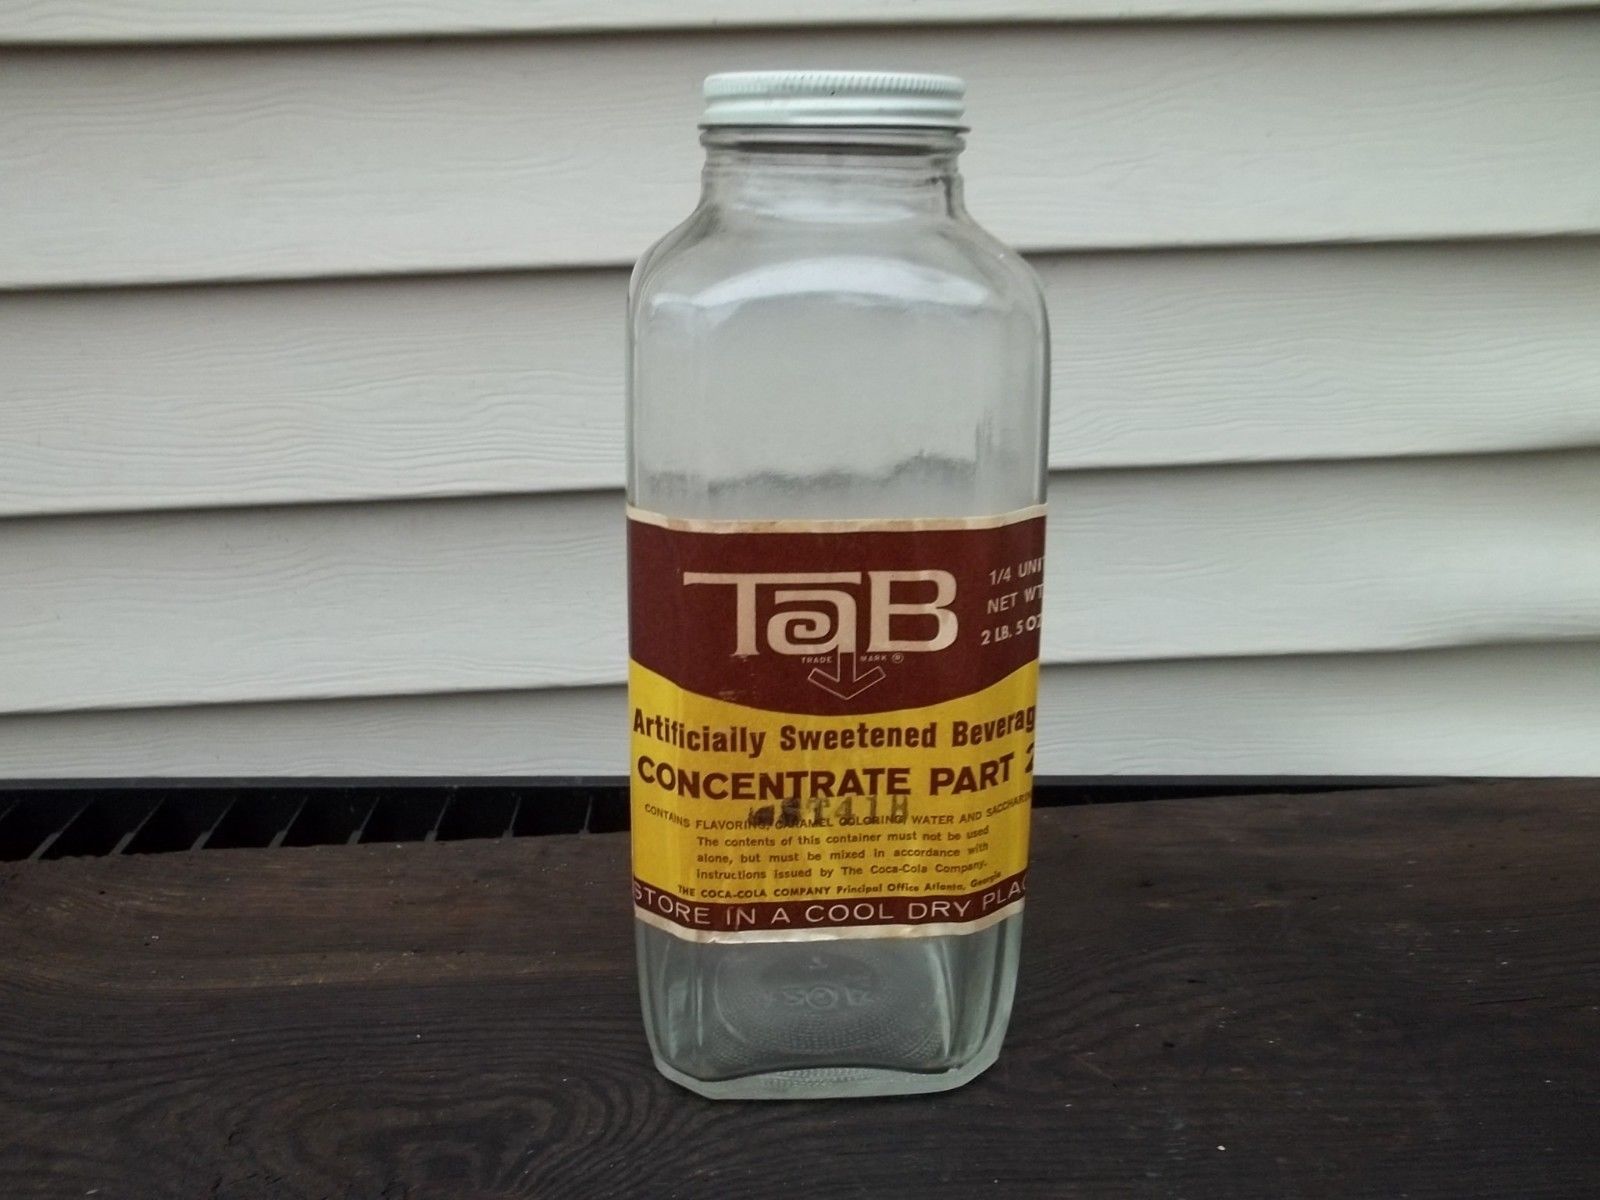 TaB
TRADE MARK ®
1/4 UNIT
NET WT
2 LB. 5 OZ
Artificially Sweetened Beverag
CONCENTRATE PART 2
CONTAINS FLAVORING, CARAMEL COLORING, WATER AND SACCHARIN
The contents of this container must not be used
alone, but must be mixed in accordance with
instructions issued by The Coca-Cola Company.
THE COCA-COLA COMPANY Principal Office Atlanta, Georgia
STORE IN A COOL DRY PLAC